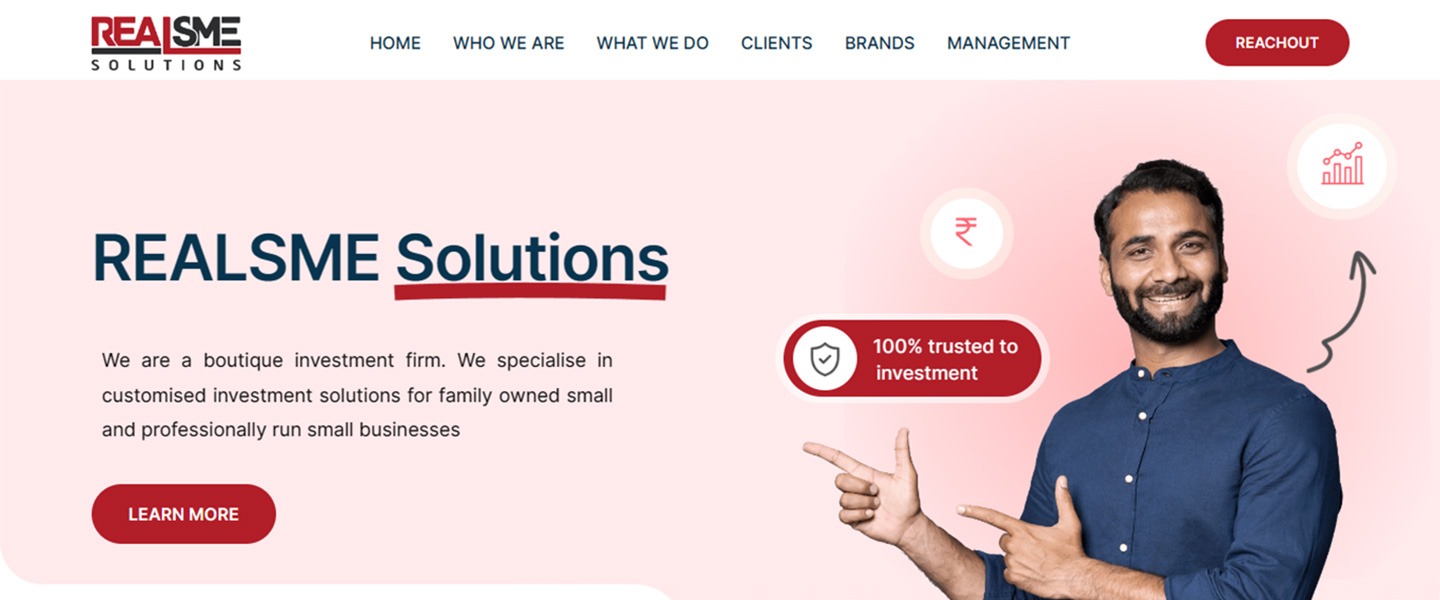 REALSME
SOLUTIONS
HOME WHO WE ARE WHAT WE DO CLIENTS BRANDS MANAGEMENT
REACHOUT
REALSME Solutions
We are a boutique investment firm. We specialise in
customised investment solutions for family owned small
and professionally run small businesses
LEARN MORE
₹
100% trusted to
investment